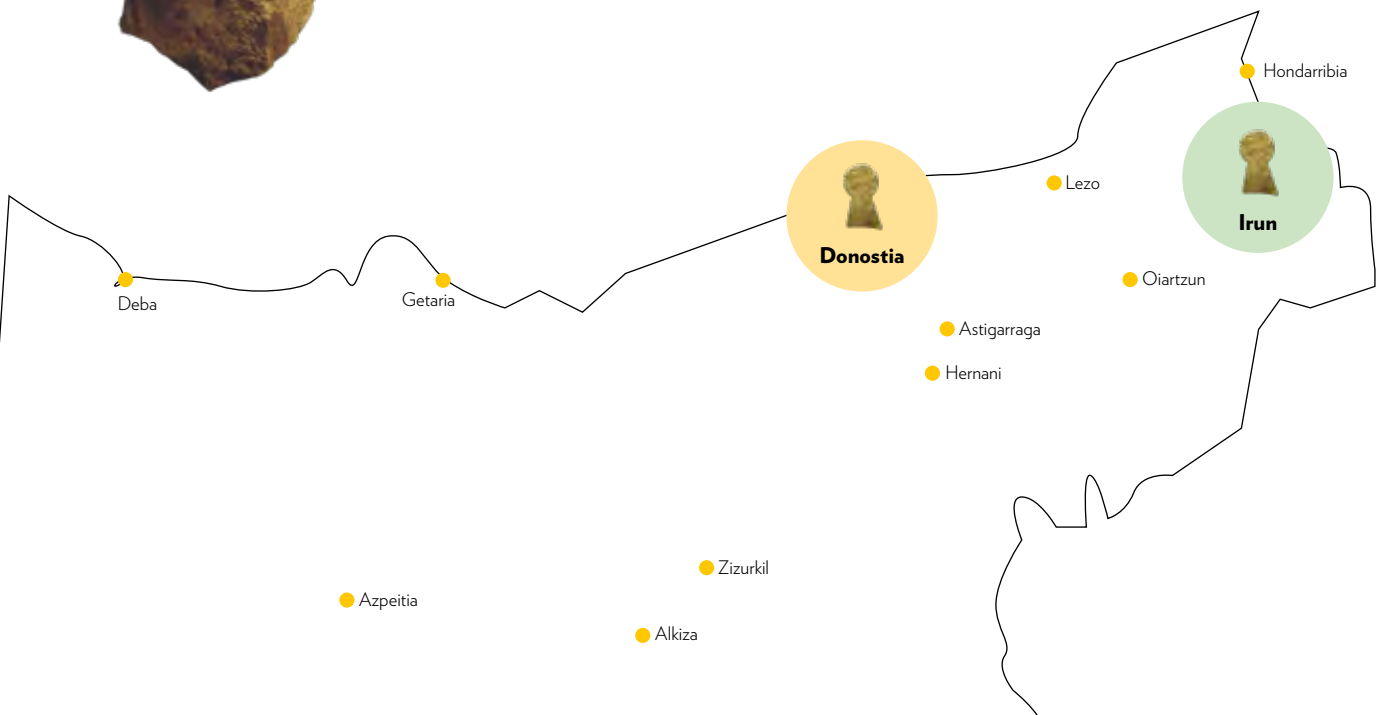 Hondarribia
Lezo
Irun
Donostia
Oiartzun
Deba
Getaria
Astigarraga
Hernani
Zizurkil
Azpeitia
Alkiza